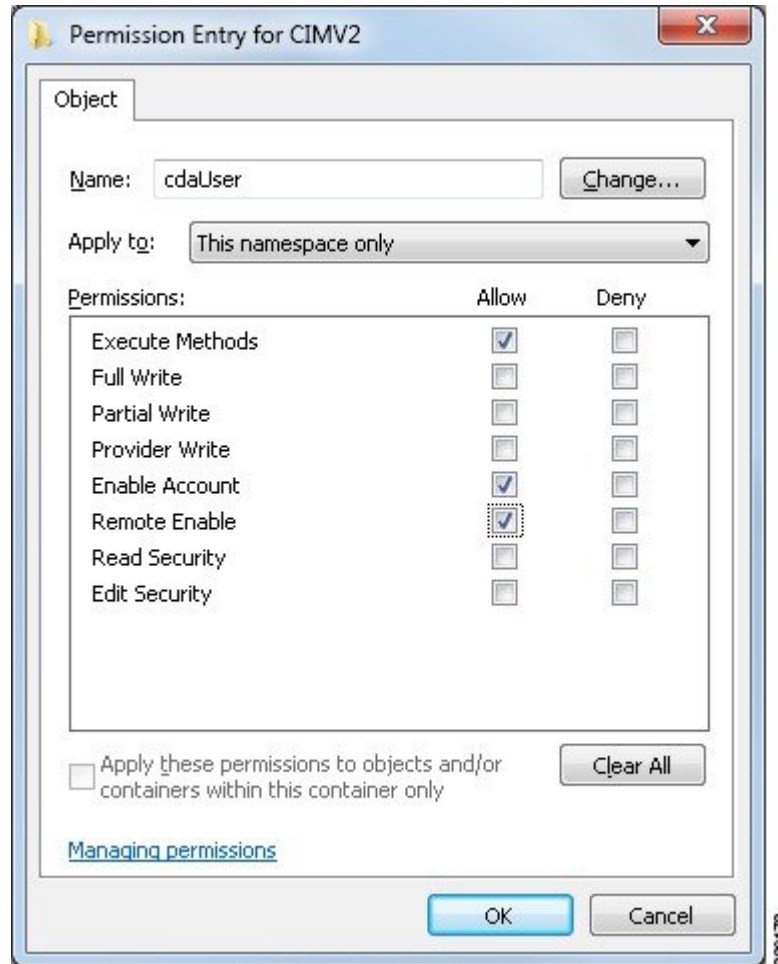 Permission Entry for CIMV2
Object
Name: cdaUser Change...
Apply to: This namespace only
Permissions: Allow Deny
Execute Methods
Full Write
Partial Write
Provider Write
Enable Account
Remote Enable
Read Security
Edit Security
Apply these permissions to objects and/or
containers within this container only
Clear All
Managing permissions
OK Cancel